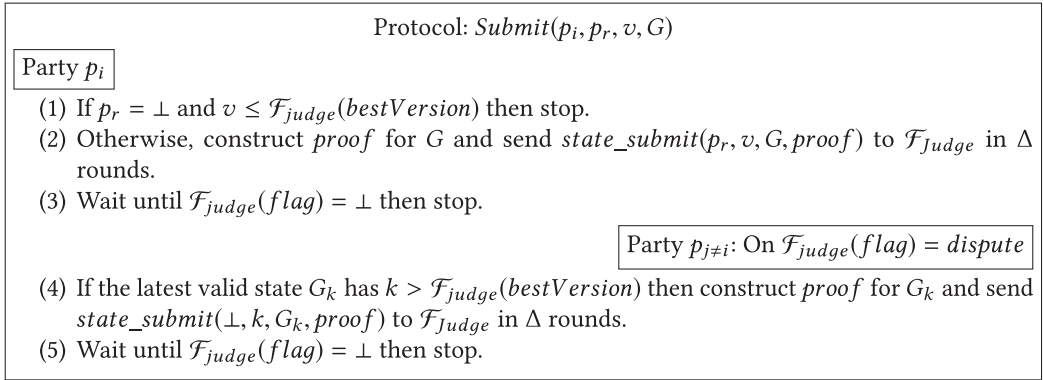 Protocol: Submit(p_i, p_r, v, G)
Party p_i
(1) If p_r = ⊥ and v ≤ ℱ_judge(bestVersion) then stop.
(2) Otherwise, construct proof for G and send state_submit(p_r, v, G, proof) to ℱ_Judge in Δ
rounds.
(3) Wait until ℱ_judge(flag) = ⊥ then stop.
Party p_{j≠i}: On ℱ_judge(flag) = dispute
(4) If the latest valid state G_k has k > ℱ_judge(bestVersion) then construct proof for G_k and send
state_submit(⊥, k, G_k, proof) to ℱ_Judge in Δ rounds.
(5) Wait until ℱ_judge(flag) = ⊥ then stop.